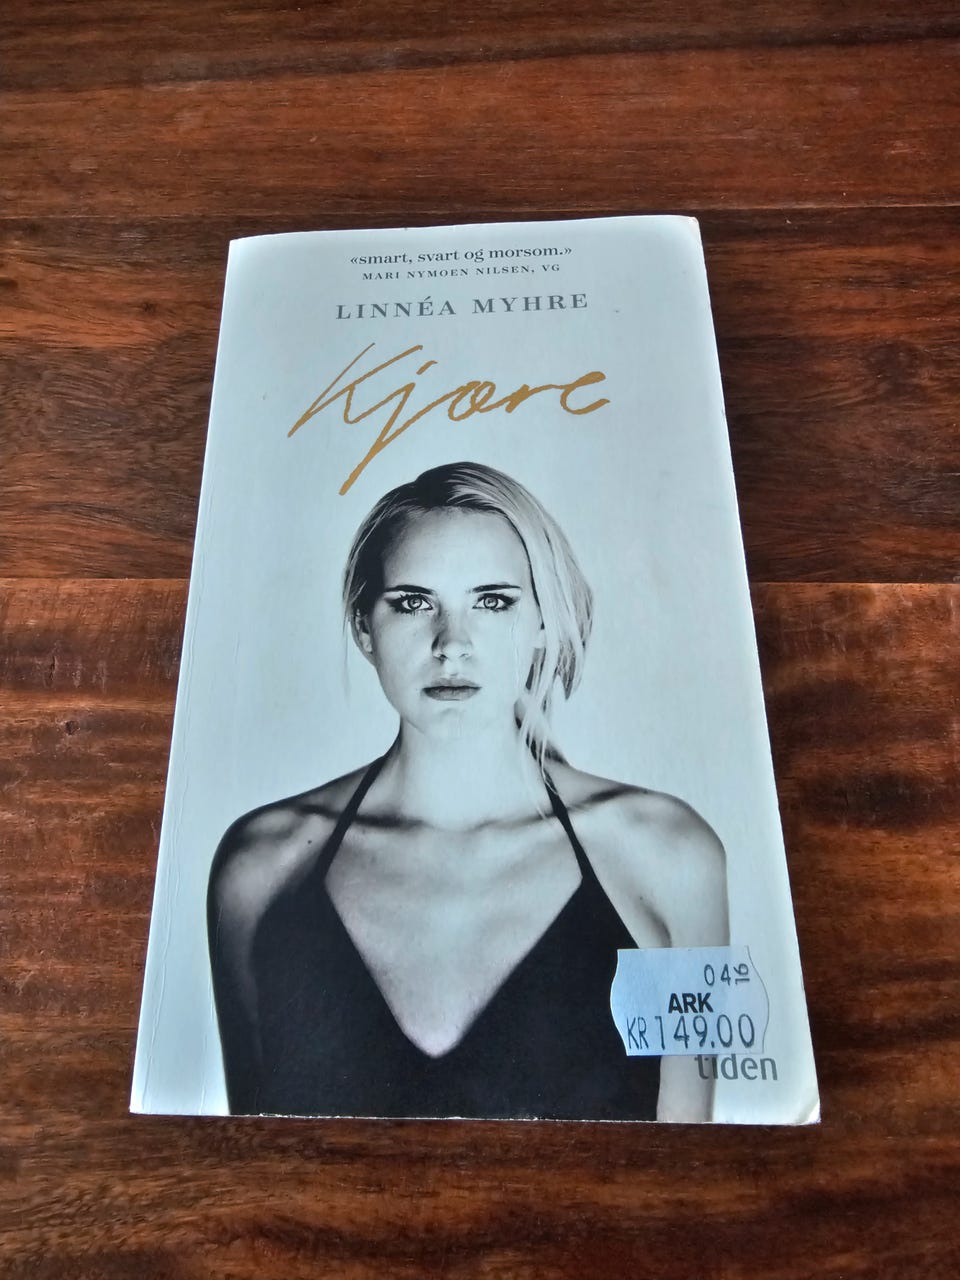 «smart, svart og morsom.»
MARI NYMOEN NILSEN, VG
LINNÉA MYHRE
Kjære
04 16
ARK
KR 149.00
tiden